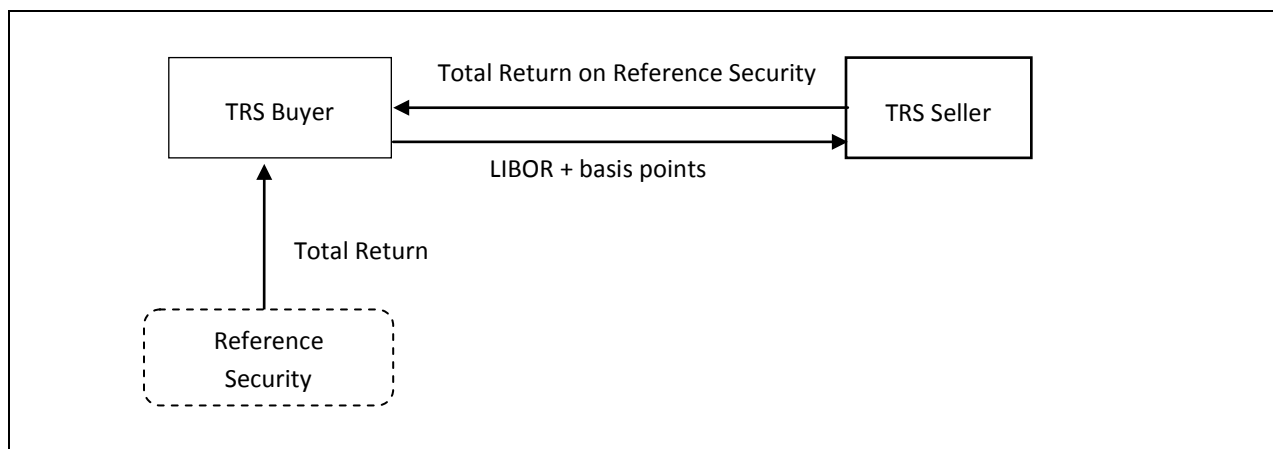 Total Return on Reference Security
TRS Buyer
TRS Seller
LIBOR + basis points
Total Return
Reference
Security